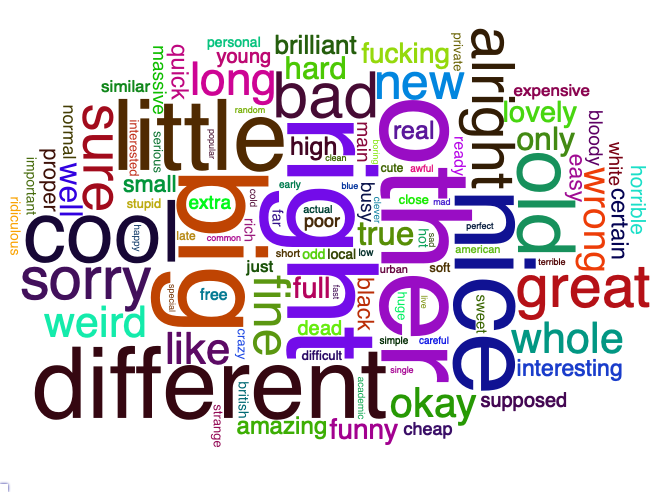 personal
young
brilliant
hard
fucking
private
alright
quick
massive
long
bad
new
similar
expensive
lovely
only
random
little
sure
normal
interested
serious
popular
right
high
clean
main
boring
real
other
ready
cute
awful
old
easy
bloody
white
horrible
proper
important
well
small
stupid
big
extra
early
blue
busy
clever
close
mad
nice
wrong
certain
ridiculous
cool
happy
late
common
cold
rich
far
actual
poor
true
sad
hot
perfect
american
terrible
short
odd
local
low
just
urban
soft
sorry
special
free
fine
full
fast
black
huge
live
sweet
great
weird
crazy
dead
simple
careful
whole
like
difficult
different
single
interesting
british
academic
okay
supposed
strange
amazing
funny
cheap